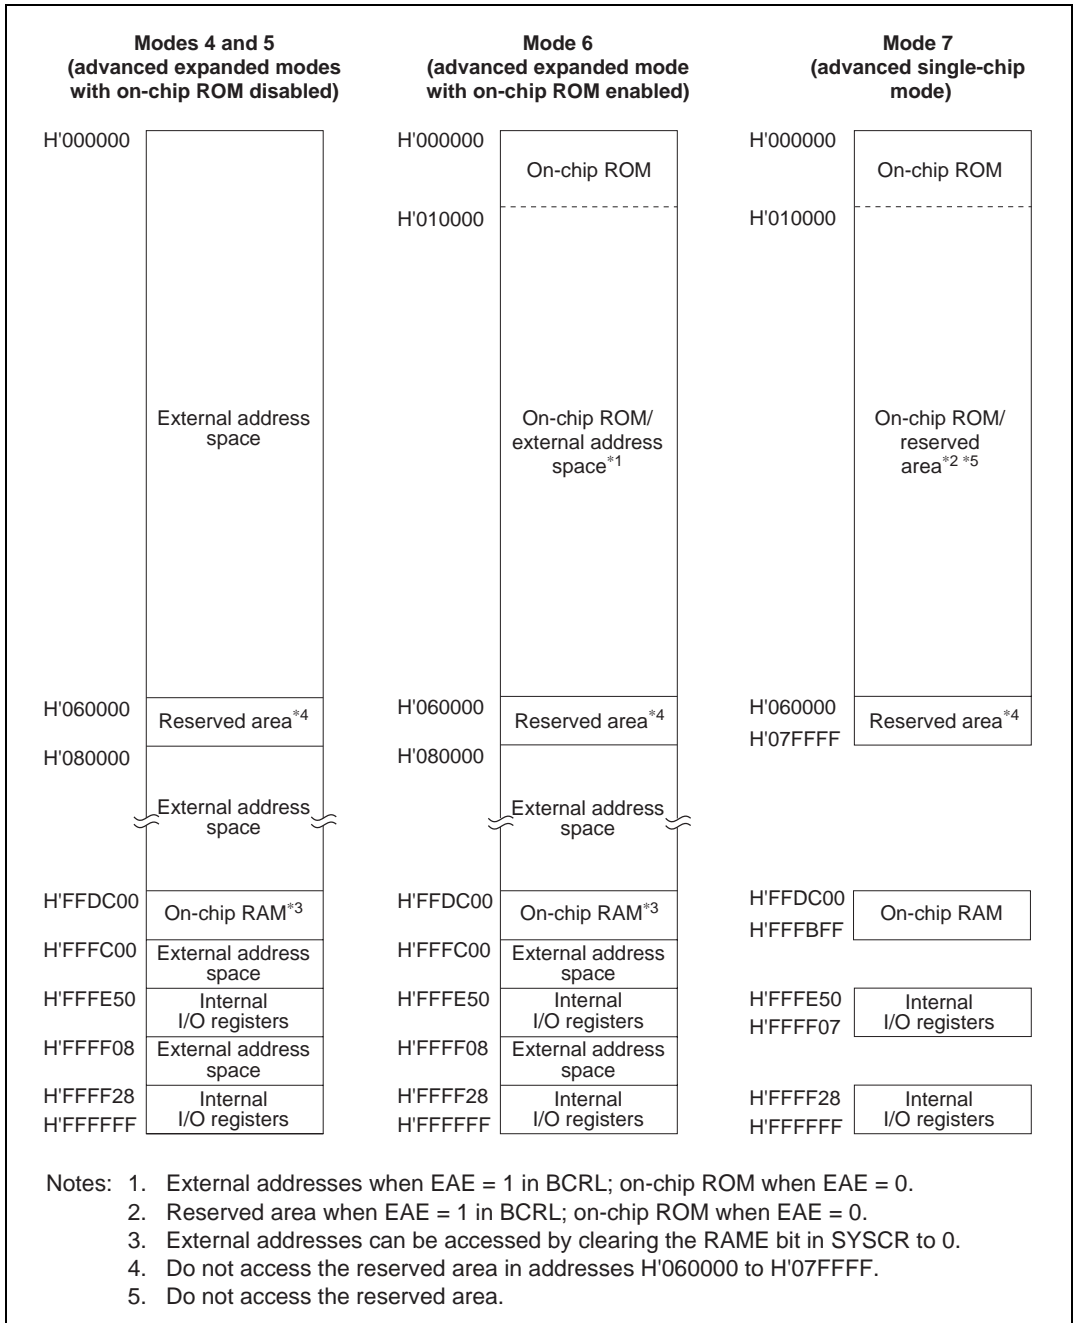 Modes 4 and 5
(advanced expanded modes
with on-chip ROM disabled)
H'000000
External address
space
H'060000
Reserved area*4
H'080000
External address
space
H'FFDC00
On-chip RAM*3
H'FFFC00
External address
space
H'FFFE50
Internal
I/O registers
H'FFFF08
External address
space
H'FFFF28
Internal
I/O registers
H'FFFFFF
Mode 6
(advanced expanded mode
with on-chip ROM enabled)
H'000000
On-chip ROM
H'010000
On-chip ROM/
external address
space*1
H'060000
Reserved area*4
H'080000
External address
space
H'FFDC00
On-chip RAM*3
H'FFFC00
External address
space
H'FFFE50
Internal
I/O registers
H'FFFF08
External address
space
H'FFFF28
Internal
I/O registers
H'FFFFFF
Mode 7
(advanced single-chip
mode)
H'000000
On-chip ROM
H'010000
On-chip ROM/
reserved
area*2 *5
H'060000
Reserved area*4
H'07FFFF
H'FFDC00
On-chip RAM
H'FFFBFF
H'FFFE50
Internal
I/O registers
H'FFFF07
H'FFFF28
Internal
I/O registers
H'FFFFFF
Notes: 1. External addresses when EAE = 1 in BCRL; on-chip ROM when EAE = 0.
2. Reserved area when EAE = 1 in BCRL; on-chip ROM when EAE = 0.
3. External addresses can be accessed by clearing the RAME bit in SYSCR to 0.
4. Do not access the reserved area in addresses H'060000 to H'07FFFF.
5. Do not access the reserved area.